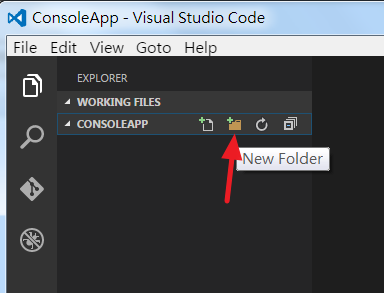 ConsoleApp - Visual Studio Code
File Edit View Goto Help
EXPLORER
WORKING FILES
CONSOLEAPP
New Folder